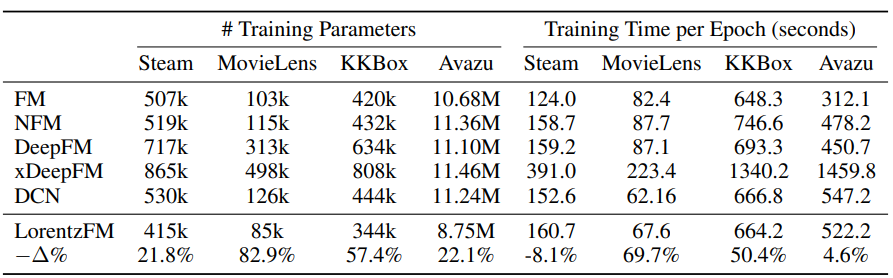 # Training Parameters Training Time per Epoch (seconds)
Steam MovieLens KKBox Avazu Steam MovieLens KKBox Avazu
FM 507k 103k 420k 10.68M 124.0 82.4 648.3 312.1
NFM 519k 115k 432k 11.36M 158.7 87.7 746.6 478.2
DeepFM 717k 313k 634k 11.10M 159.2 87.1 693.3 450.7
xDeepFM 865k 498k 808k 11.46M 391.0 223.4 1340.2 1459.8
DCN 530k 126k 444k 11.24M 152.6 62.16 666.8 547.2
LorentzFM 415k 85k 344k 8.75M 160.7 67.6 664.2 522.2
−Δ% 21.8% 82.9% 57.4% 22.1% -8.1% 69.7% 50.4% 4.6%